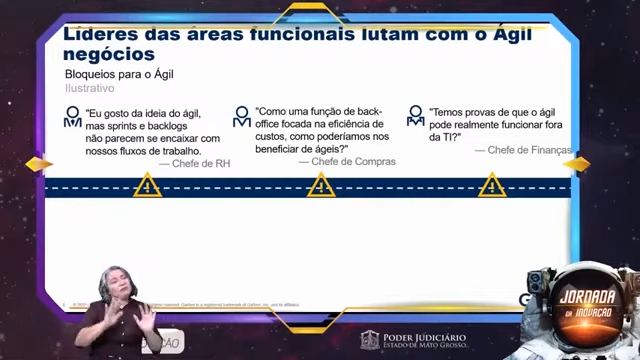 Líderes das áreas funcionais lutam com o Ágil
negócios
Bloqueios para o Ágil
Ilustrativo
"Eu gosto da ideia do ágil,
mas sprints e backlogs
não parecem se encaixar com
nossos fluxos de trabalho.
— Chefe de RH
"Como uma função de back-
office focada na eficiência de
custos, como poderíamos nos
beneficiar de ágeis?"
— Chefe de Compras
"Temos provas de que o ágil
pode realmente funcionar fora
da TI?"
— Chefe de Finanças
JORNADA
DA INOVAÇÃO
PODER JUDICIÁRIO
ESTADO DE MATO GROSSO